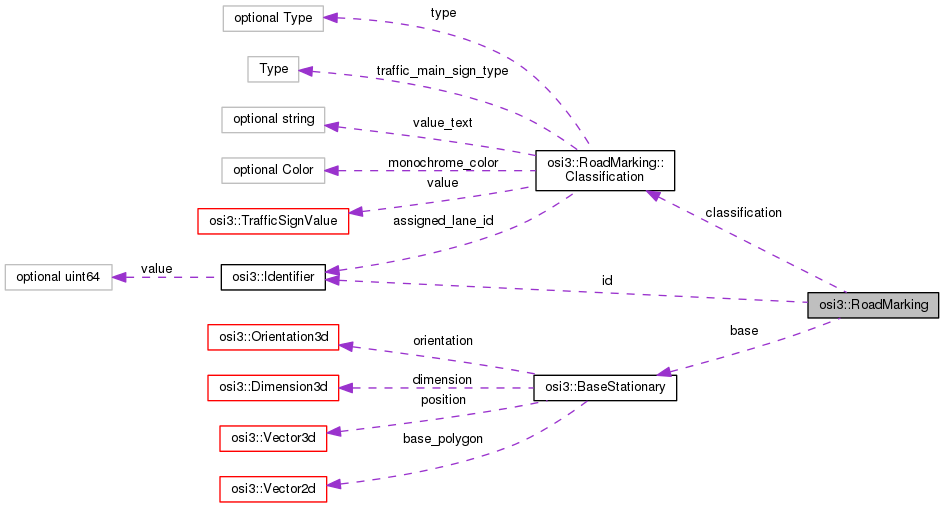 optional Type
type
Type
traffic_main_sign_type
optional string
value_text
osi3::RoadMarking::
Classification
optional Color
monochrome_color
value
osi3::TrafficSignValue
assigned_lane_id
classification
optional uint64
value
osi3::Identifier
id
osi3::RoadMarking
osi3::Orientation3d
orientation
base
osi3::Dimension3d
dimension
osi3::BaseStationary
position
osi3::Vector3d
base_polygon
osi3::Vector2d